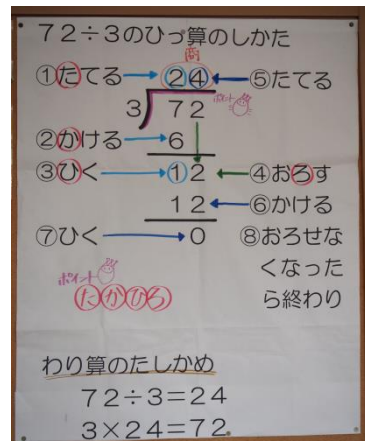 72÷3のひっ算のしかた
商
①たてる 24 ⑤たてる
3 72 ポイント
②かける 6
③ひく 12 ④おろす
12 ⑥かける
⑦ひく 0 ⑧おろせな
くなった
ら終わり
ポイント
たかひろ
わり算のたしかめ
72÷3=24
3×24=72